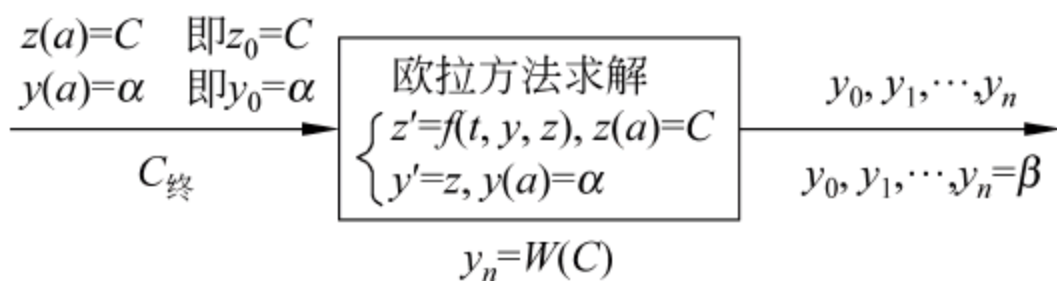 z(a)=C 即z₀=C
y(a)=α 即y₀=α
C终
欧拉方法求解
z′=f(t, y, z), z(a)=C
y′=z, y(a)=α
yₙ=W(C)
y₀, y₁,⋯,yₙ
y₀, y₁,⋯,yₙ=β